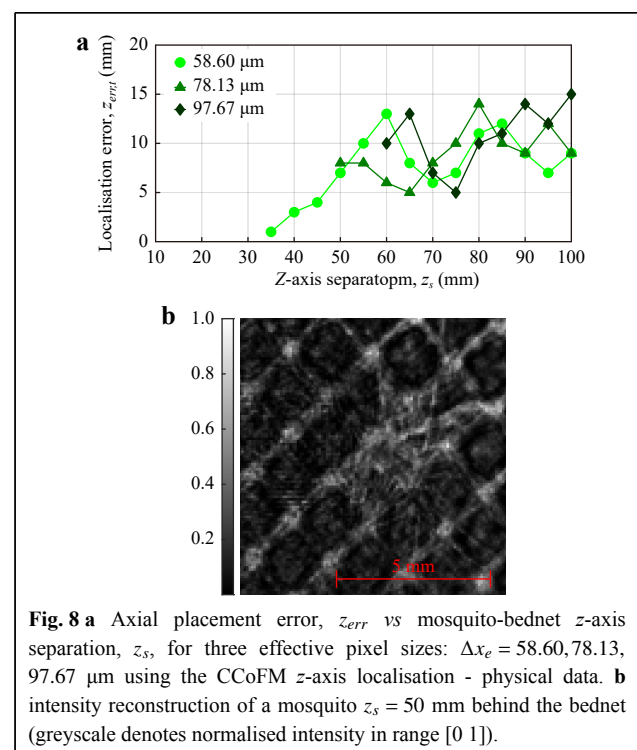 a
20
15
10
5
0
Localisation error, z_err,t (mm)
58.60 μm
78.13 μm
97.67 μm
10 20 30 40 50 60 70 80 90 100
Z-axis separatopm, z_s (mm)
b
1.0
0.8
0.6
0.4
0.2
5 mm
Fig. 8 a Axial placement error, z_err vs mosquito-bednet z-axis
separation, z_s, for three effective pixel sizes: Δx_e = 58.60, 78.13,
97.67 μm using the CCoFM z-axis localisation - physical data. b
intensity reconstruction of a mosquito z_s = 50 mm behind the bednet
(greyscale denotes normalised intensity in range [0 1]).